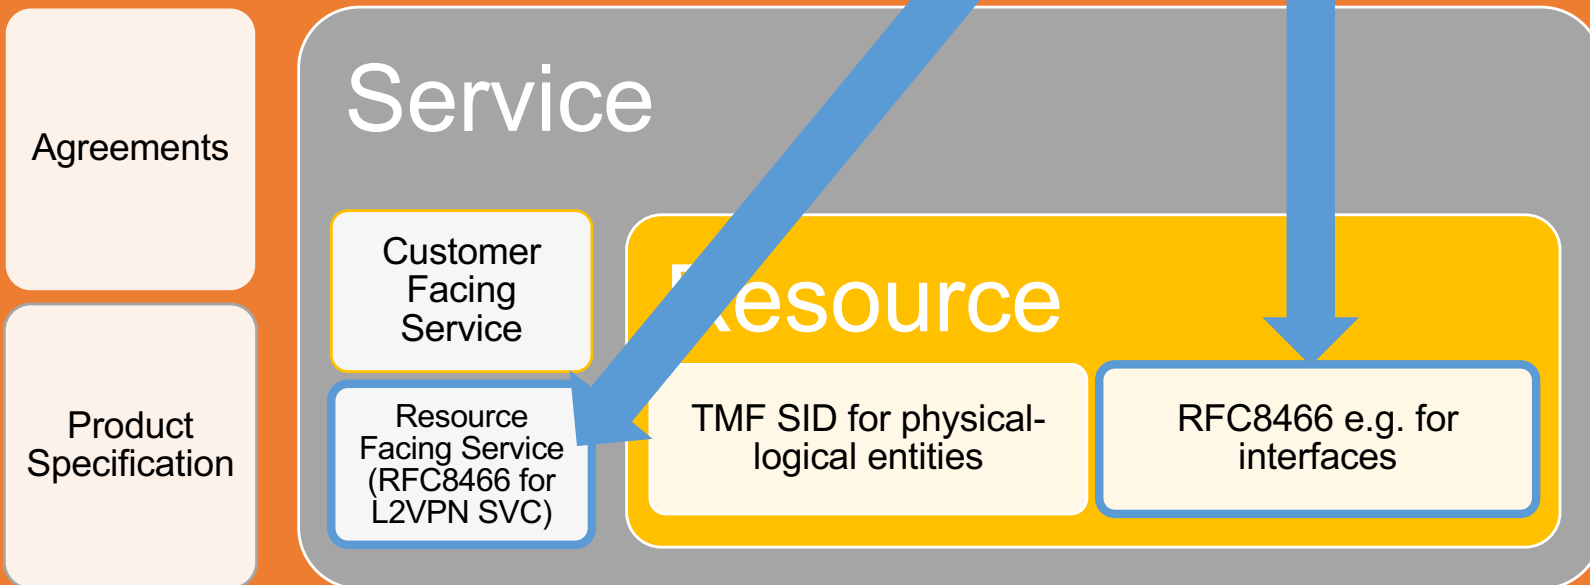 Agreements
Product
Specification
Service
Customer
Facing
Service
Resource
Facing Service
(RFC8466 for
L2VPN SVC)
Resource
TMF SID for physical-
logical entities
RFC8466 e.g. for
interfaces